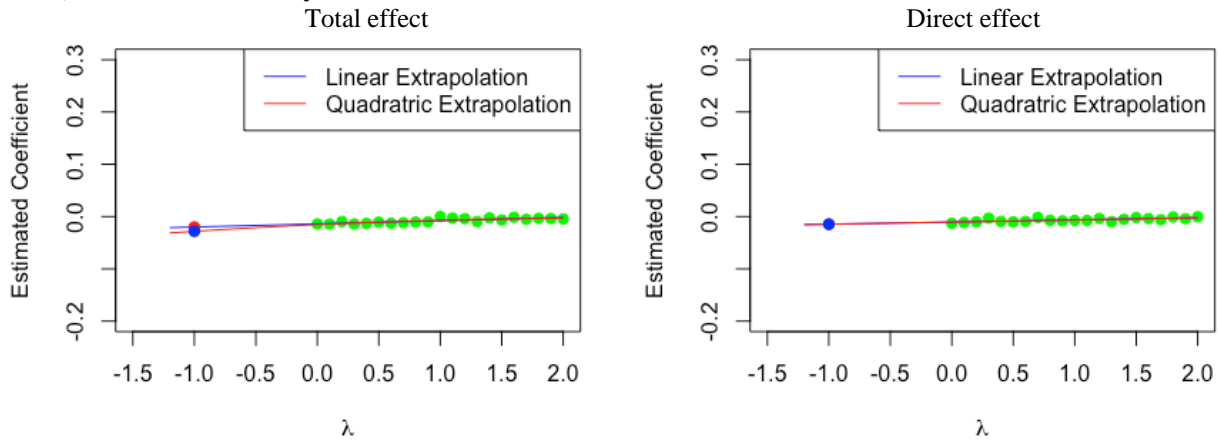 Total effect
Linear Extrapolation
Quadratric Extrapolation
Estimated Coefficient
0.3
0.2
0.1
0.0
-0.2
-1.5 -1.0 -0.5 0.0 0.5 1.0 1.5 2.0
λ
Direct effect
Linear Extrapolation
Quadratric Extrapolation
Estimated Coefficient
0.3
0.2
0.1
0.0
-0.2
-1.5 -1.0 -0.5 0.0 0.5 1.0 1.5 2.0
λ